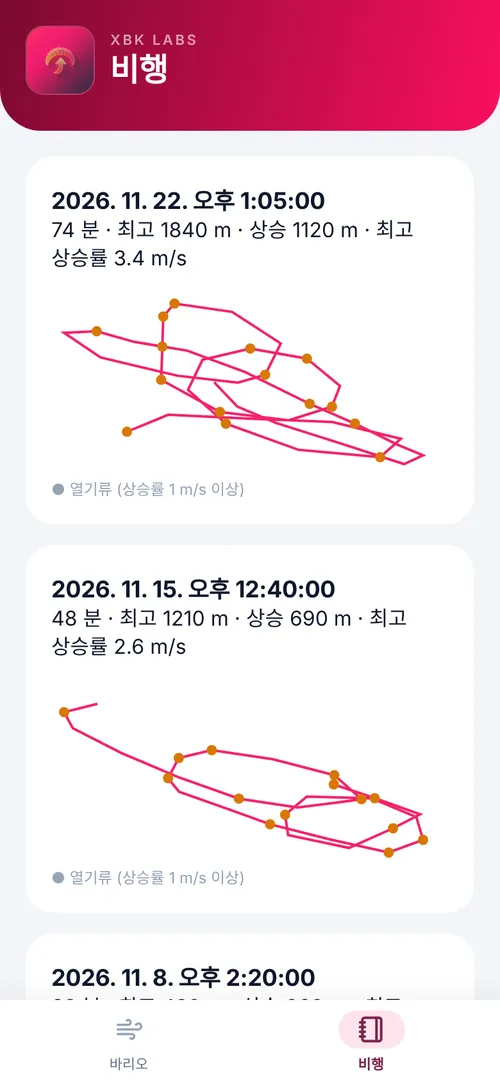 XBK LABS
비행
2026. 11. 22. 오후 1:05:00
74 분 · 최고 1840 m · 상승 1120 m · 최고
상승률 3.4 m/s
열기류 (상승률 1 m/s 이상)
2026. 11. 15. 오후 12:40:00
48 분 · 최고 1210 m · 상승 690 m · 최고
상승률 2.6 m/s
열기류 (상승률 1 m/s 이상)
2026. 11. 8. 오후 2:20:00
바리오
비행